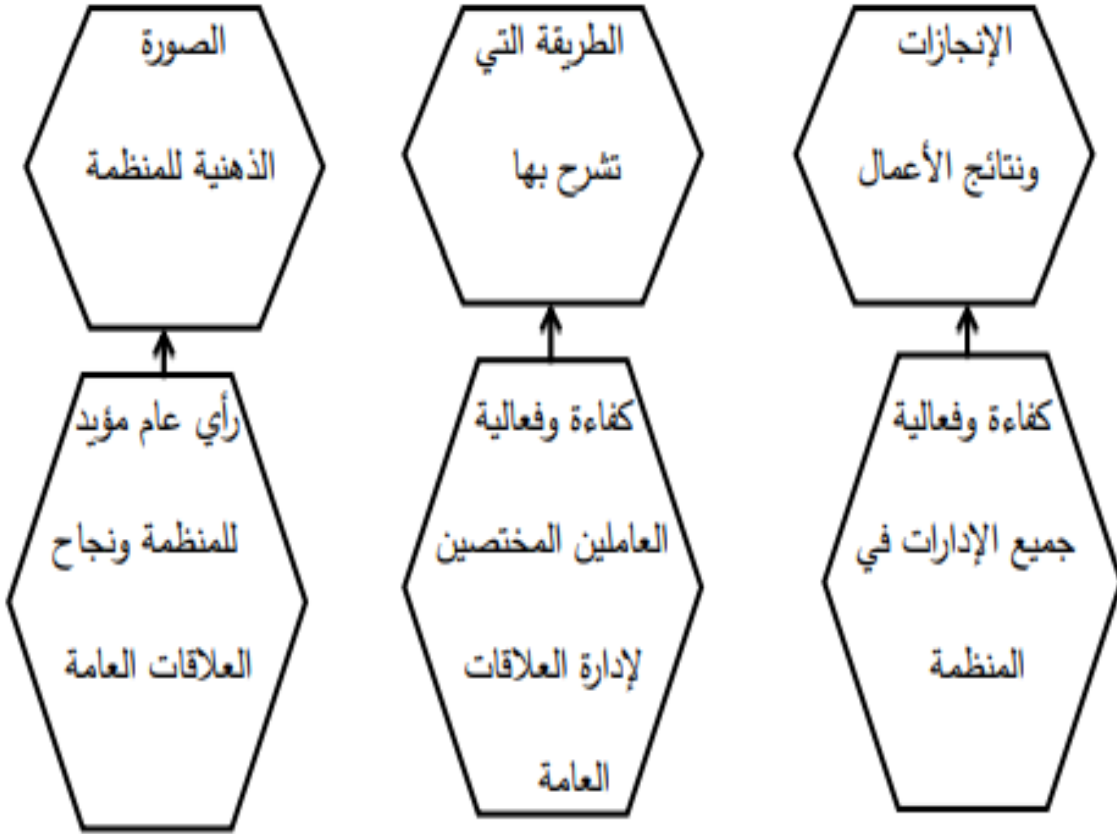 الإنجازات
ونتائج الأعمال
الطريقة التي
تشرح بها
الصورة
الذهنية للمنظمة
كفاءة وفعالية
جميع الإدارات في
المنظمة
كفاءة وفعالية
العاملين المختصين
لإدارة العلاقات
العامة
رأي عام مؤيد
للمنظمة ونجاح
العلاقات العامة